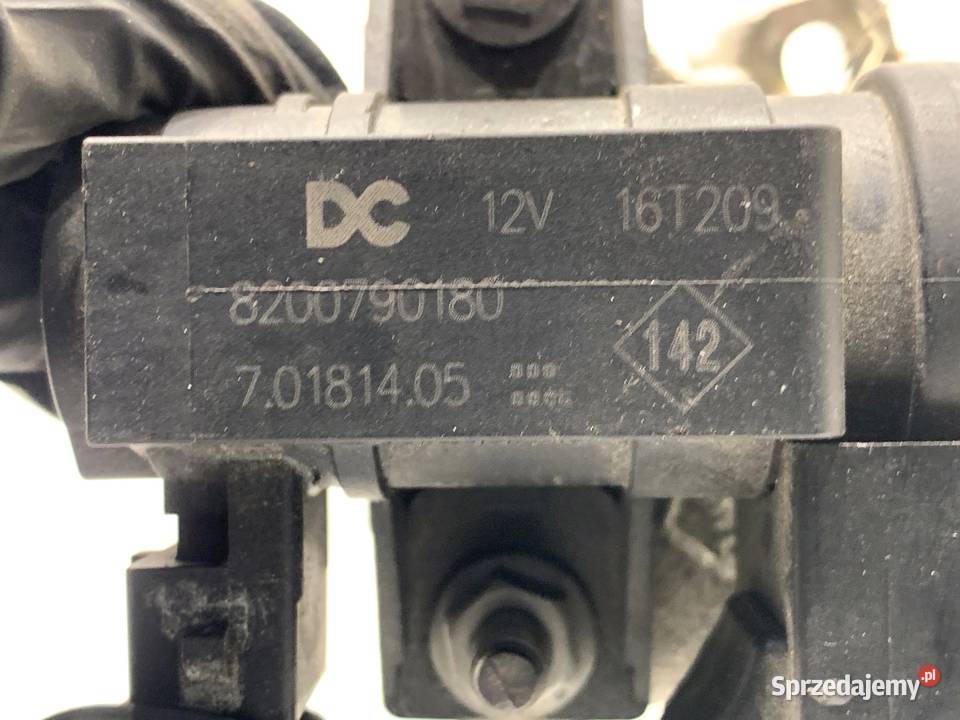 DC 12V 16T209
8200790180
7.01814.05
142
Sprzedajemy.pl